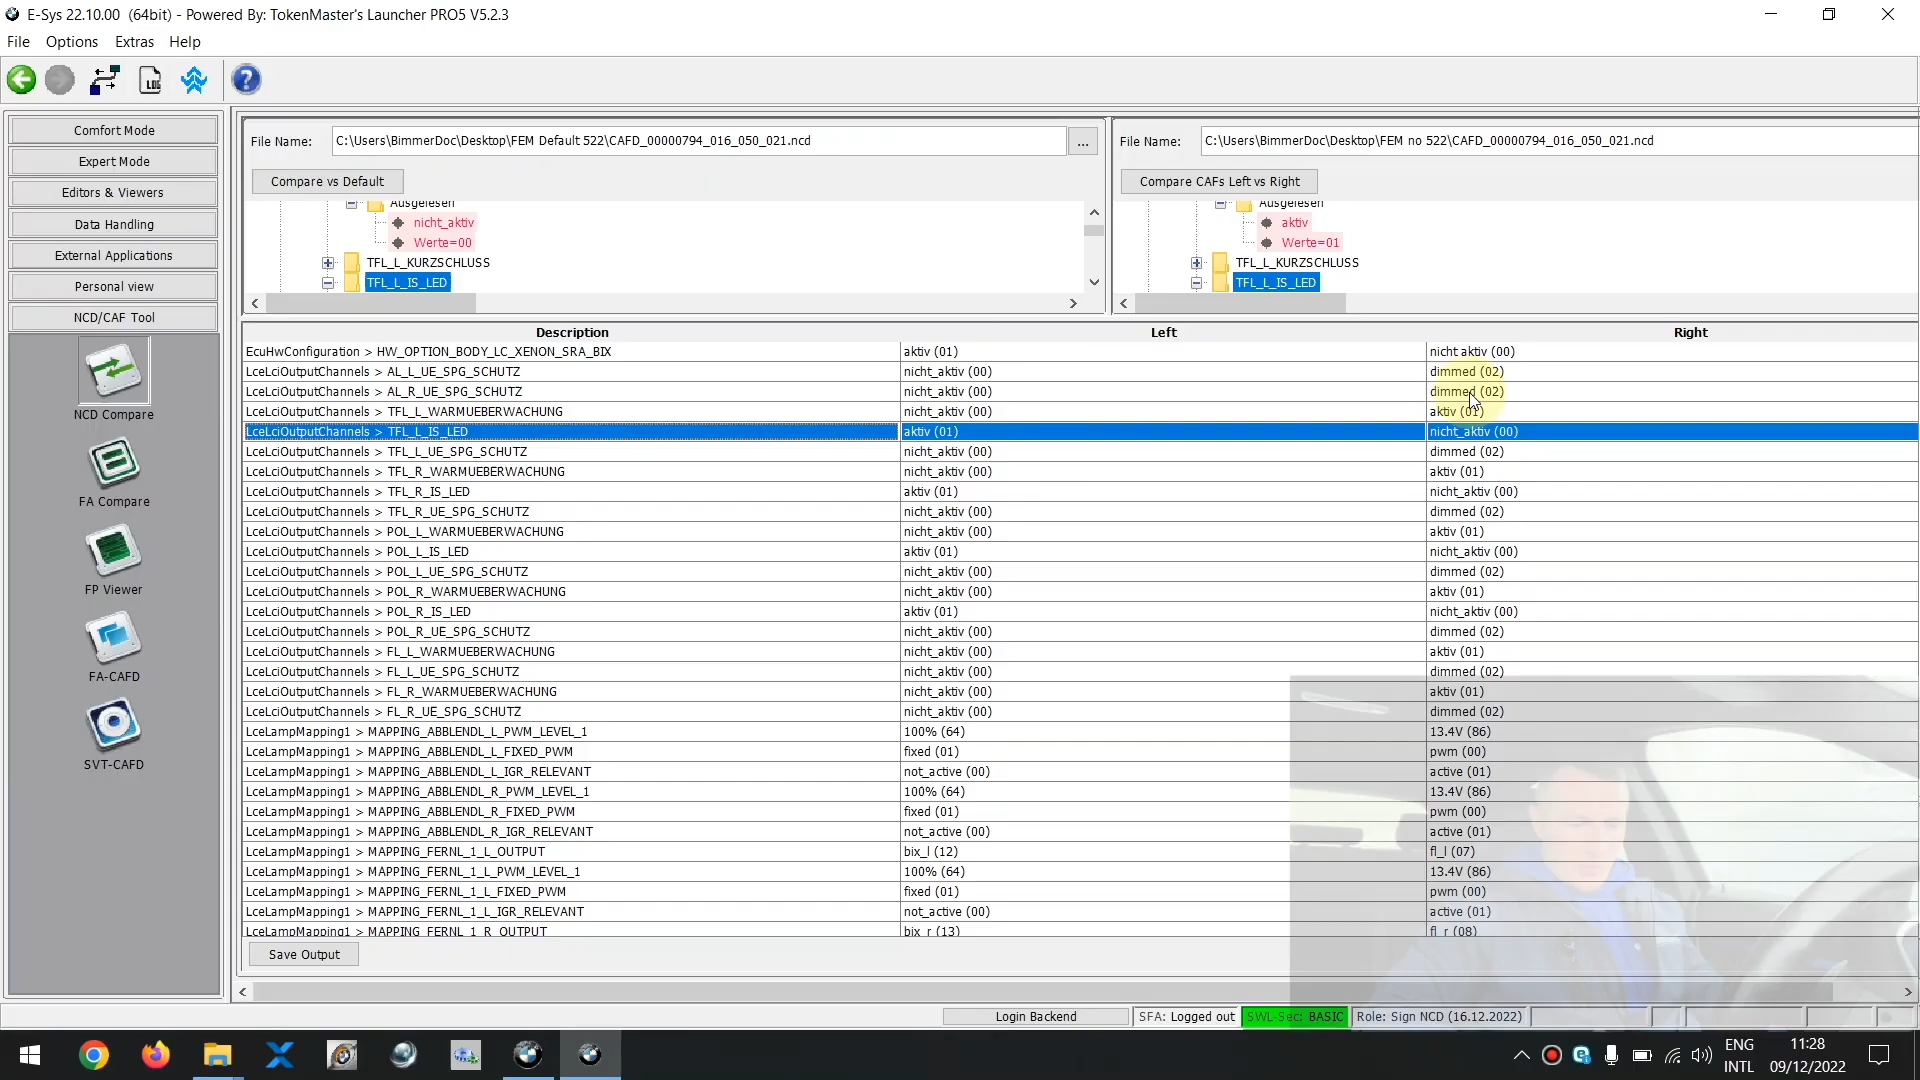 E-Sys 22.10.00 (64bit) - Powered By: TokenMaster's Launcher PRO5 V5.2.3
File Options Extras Help
LOG
Comfort Mode
Expert Mode
Editors & Viewers
Data Handling
External Applications
Personal view
NCD/CAF Tool
NCD Compare
FA Compare
FP Viewer
FA-CAFD
SVT-CAFD
File Name: C:\Users\BimmerDoc\Desktop\FEM Default 522\CAFD_00000794_016_050_021.ncd ...
Compare vs Default
Ausgelesen
nicht_aktiv
Werte=00
TFL_L_KURZSCHLUSS
TFL_L_IS_LED
File Name: C:\Users\BimmerDoc\Desktop\FEM no 522\CAFD_00000794_016_050_021.ncd
Compare CAFs Left vs Right
Ausgelesen
aktiv
Werte=01
TFL_L_KURZSCHLUSS
TFL_L_IS_LED
Description Left Right
EcuHwConfiguration > HW_OPTION_BODY_LC_XENON_SRA_BIX aktiv (01) nicht aktiv (00)
LceLciOutputChannels > AL_L_UE_SPG_SCHUTZ nicht_aktiv (00) dimmed (02)
LceLciOutputChannels > AL_R_UE_SPG_SCHUTZ nicht_aktiv (00) dimmed (02)
LceLciOutputChannels > TFL_L_WARMUEBERWACHUNG nicht_aktiv (00) aktiv (01)
LceLciOutputChannels > TFL_L_IS_LED aktiv (01) nicht_aktiv (00)
LceLciOutputChannels > TFL_L_UE_SPG_SCHUTZ nicht_aktiv (00) dimmed (02)
LceLciOutputChannels > TFL_R_WARMUEBERWACHUNG nicht_aktiv (00) aktiv (01)
LceLciOutputChannels > TFL_R_IS_LED aktiv (01) nicht_aktiv (00)
LceLciOutputChannels > TFL_R_UE_SPG_SCHUTZ nicht_aktiv (00) dimmed (02)
LceLciOutputChannels > POL_L_WARMUEBERWACHUNG nicht_aktiv (00) aktiv (01)
LceLciOutputChannels > POL_L_IS_LED aktiv (01) nicht_aktiv (00)
LceLciOutputChannels > POL_L_UE_SPG_SCHUTZ nicht_aktiv (00) dimmed (02)
LceLciOutputChannels > POL_R_WARMUEBERWACHUNG nicht_aktiv (00) aktiv (01)
LceLciOutputChannels > POL_R_IS_LED aktiv (01) nicht_aktiv (00)
LceLciOutputChannels > POL_R_UE_SPG_SCHUTZ nicht_aktiv (00) dimmed (02)
LceLciOutputChannels > FL_L_WARMUEBERWACHUNG nicht_aktiv (00) aktiv (01)
LceLciOutputChannels > FL_L_UE_SPG_SCHUTZ nicht_aktiv (00) dimmed (02)
LceLciOutputChannels > FL_R_WARMUEBERWACHUNG nicht_aktiv (00) aktiv (01)
LceLciOutputChannels > FL_R_UE_SPG_SCHUTZ nicht_aktiv (00) dimmed (02)
LceLampMapping1 > MAPPING_ABBLENDL_L_PWM_LEVEL_1 100% (64) 13.4V (86)
LceLampMapping1 > MAPPING_ABBLENDL_L_FIXED_PWM fixed (01) pwm (00)
LceLampMapping1 > MAPPING_ABBLENDL_L_IGR_RELEVANT not_active (00) active (01)
LceLampMapping1 > MAPPING_ABBLENDL_R_PWM_LEVEL_1 100% (64) 13.4V (86)
LceLampMapping1 > MAPPING_ABBLENDL_R_FIXED_PWM fixed (01) pwm (00)
LceLampMapping1 > MAPPING_ABBLENDL_R_IGR_RELEVANT not_active (00) active (01)
LceLampMapping1 > MAPPING_FERNL_1_L_OUTPUT bix_l (12) fl_l (07)
LceLampMapping1 > MAPPING_FERNL_1_L_PWM_LEVEL_1 100% (64) 13.4V (86)
LceLampMapping1 > MAPPING_FERNL_1_L_FIXED_PWM fixed (01) pwm (00)
LceLampMapping1 > MAPPING_FERNL_1_L_IGR_RELEVANT not_active (00) active (01)
LceLampMapping1 > MAPPING_FERNL_1_R_OUTPUT bix_r (13) fl_r (08)
Save Output
Login Backend SFA: Logged out SWL-Sec: BASIC Role: Sign NCD (16.12.2022)
ENG
INTL
11:28
09/12/2022